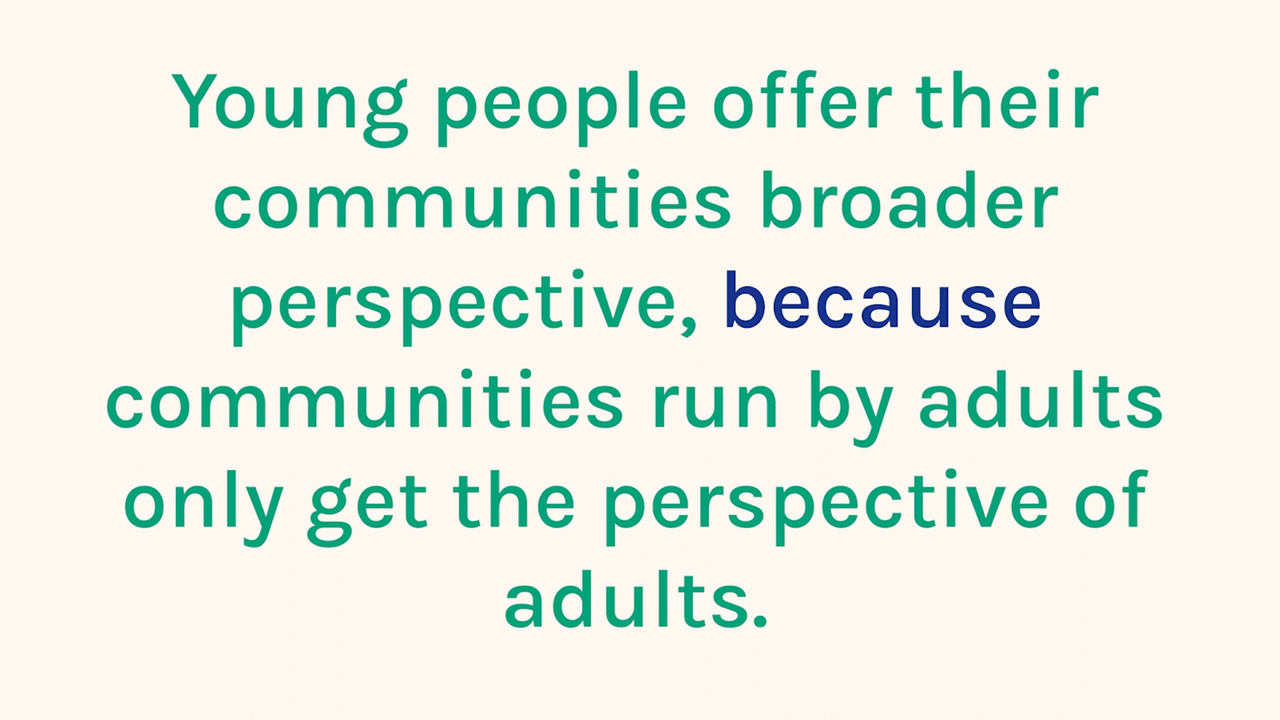 Young people offer their
communities broader
perspective, because
communities run by adults
only get the perspective of
adults.